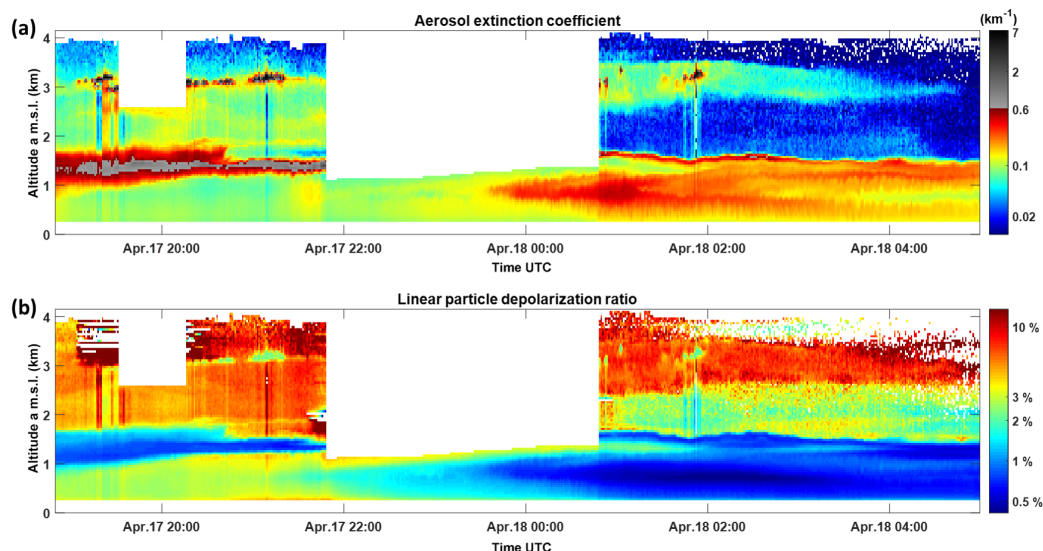 (a)
Aerosol extinction coefficient
(km-1)
Altitude a m.s.l. (km)
4
3
2
1
0
7
2
0.6
0.1
0.02
Apr.17 20:00 Apr.17 22:00 Apr.18 00:00 Apr.18 02:00 Apr.18 04:00
Time UTC
(b)
Linear particle depolarization ratio
Altitude a m.s.l. (km)
4
3
2
1
0
10 %
3 %
2 %
1 %
0.5 %
Apr.17 20:00 Apr.17 22:00 Apr.18 00:00 Apr.18 02:00 Apr.18 04:00
Time UTC